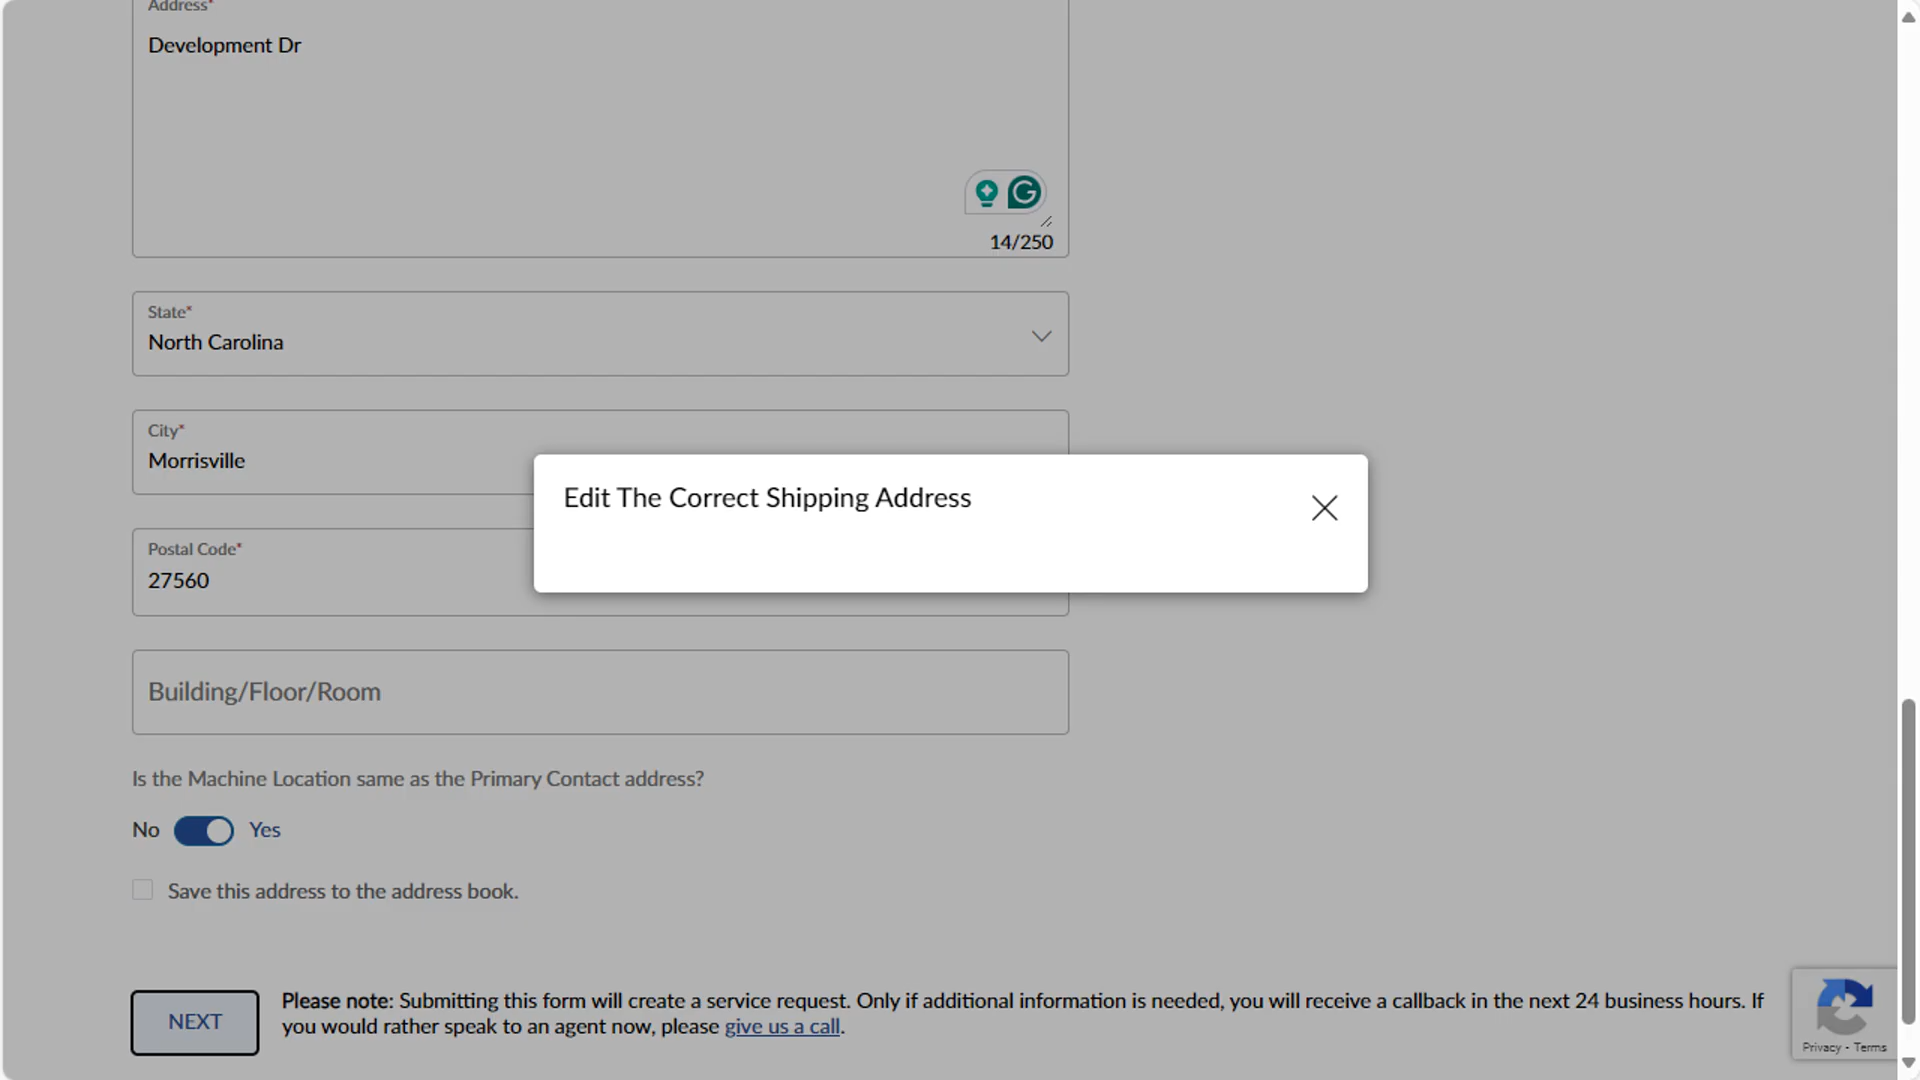 Address*
Development Dr
14/250
State*
North Carolina
City*
Morrisville
Edit The Correct Shipping Address
Postal Code*
27560
Building/Floor/Room
Is the Machine Location same as the Primary Contact address?
No Yes
Save this address to the address book.
NEXT
Please note: Submitting this form will create a service request. Only if additional information is needed, you will receive a callback in the next 24 business hours. If
you would rather speak to an agent now, please give us a call.
Privacy - Terms